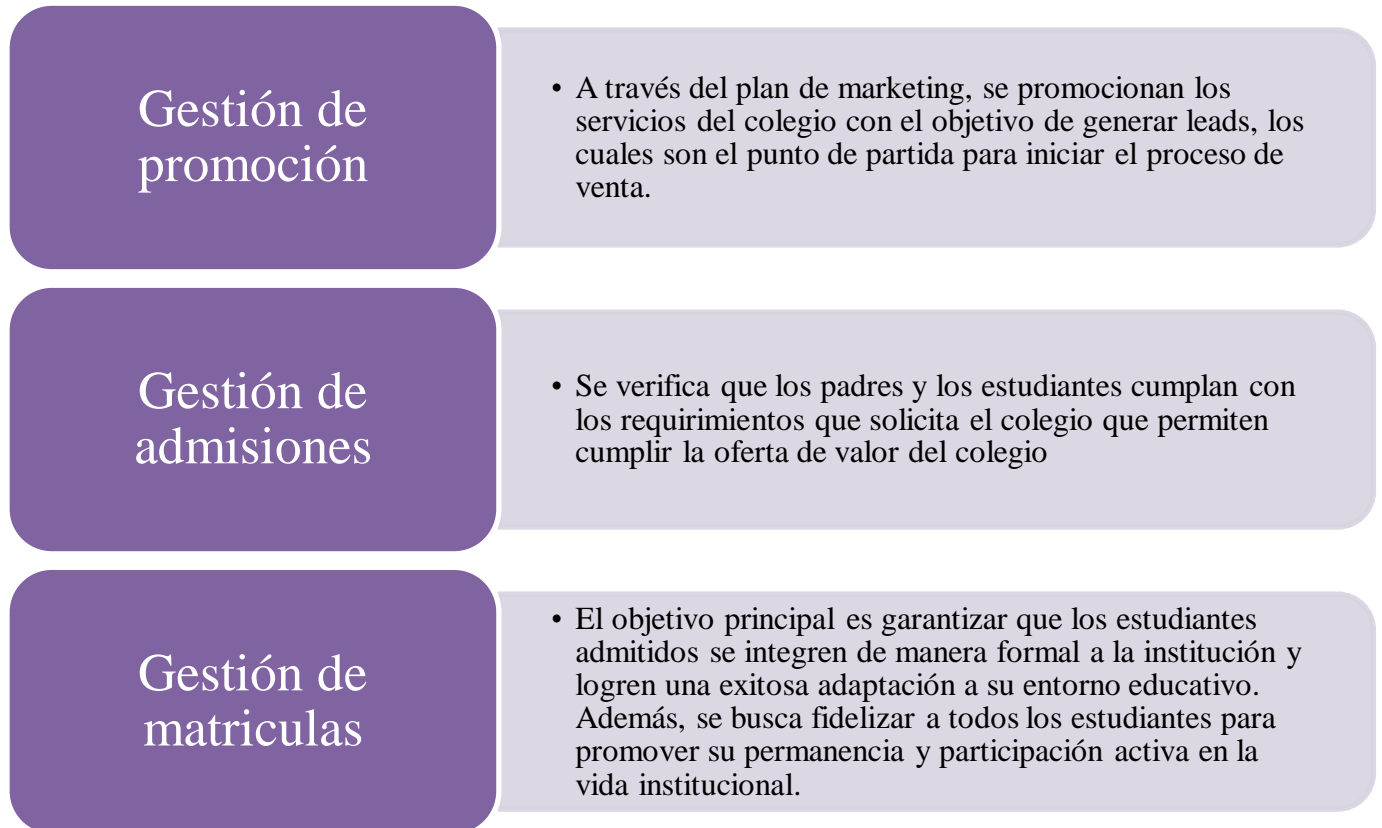 Gestión de
promoción
• A través del plan de marketing, se promocionan los
servicios del colegio con el objetivo de generar leads, los
cuales son el punto de partida para iniciar el proceso de
venta.
Gestión de
admisiones
• Se verifica que los padres y los estudiantes cumplan con
los requirimientos que solicita el colegio que permiten
cumplir la oferta de valor del colegio
Gestión de
matriculas
• El objetivo principal es garantizar que los estudiantes
admitidos se integren de manera formal a la institución y
logren una exitosa adaptación a su entorno educativo.
Además, se busca fidelizar a todos los estudiantes para
promover su permanencia y participación activa en la
vida institucional.